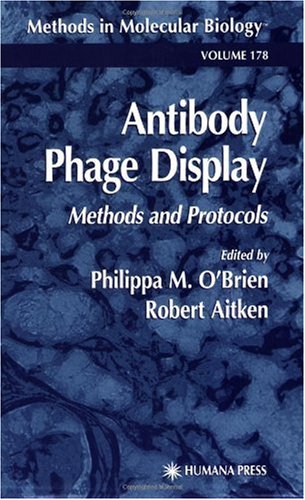 Methods in Molecular Biology™
VOLUME 178
Antibody
Phage Display
Methods and Protocols
Edited by
Philippa M. O'Brien
Robert Aitken
HUMANA PRESS